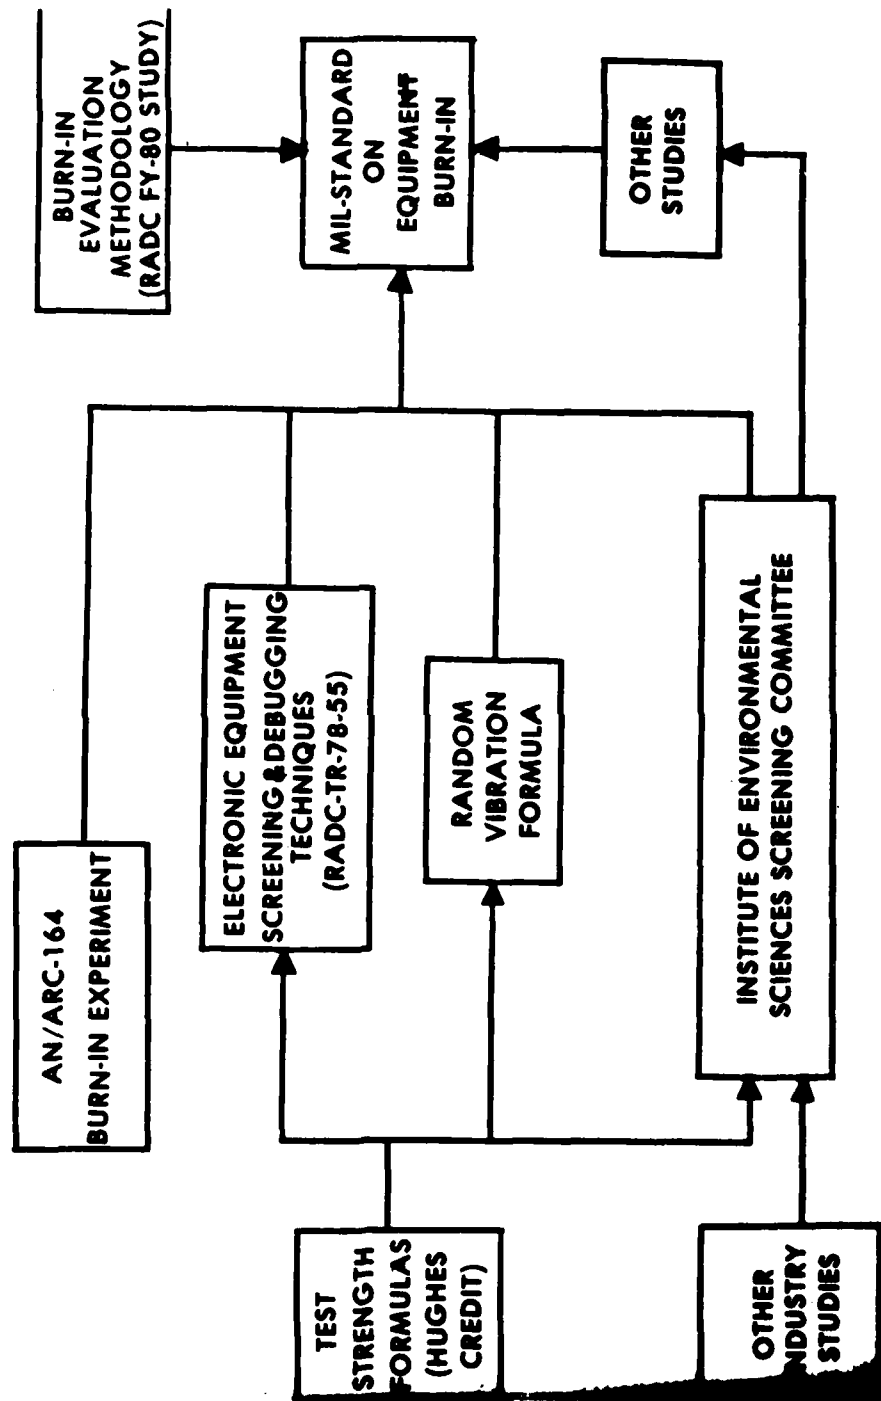 AN/ARC-164
BURN-IN EXPERIMENT
BURN-IN
EVALUATION
METHODOLOGY
(RADC FY-80 STUDY)
TEST
STRENGTH
FORMULAS
(HUGHES
CREDIT)
ELECTRONIC EQUIPMENT
SCREENING & DEBUGGING
TECHNIQUES
(RADC-TR-78-55)
MIL-STANDARD
ON
EQUIPMENT
BURN-IN
RANDOM
VIBRATION
FORMULA
OTHER
NDUSTRY
STUDIES
INSTITUTE OF ENVIRONMENTAL
SCIENCES SCREENING COMMITTEE
OTHER
STUDIES